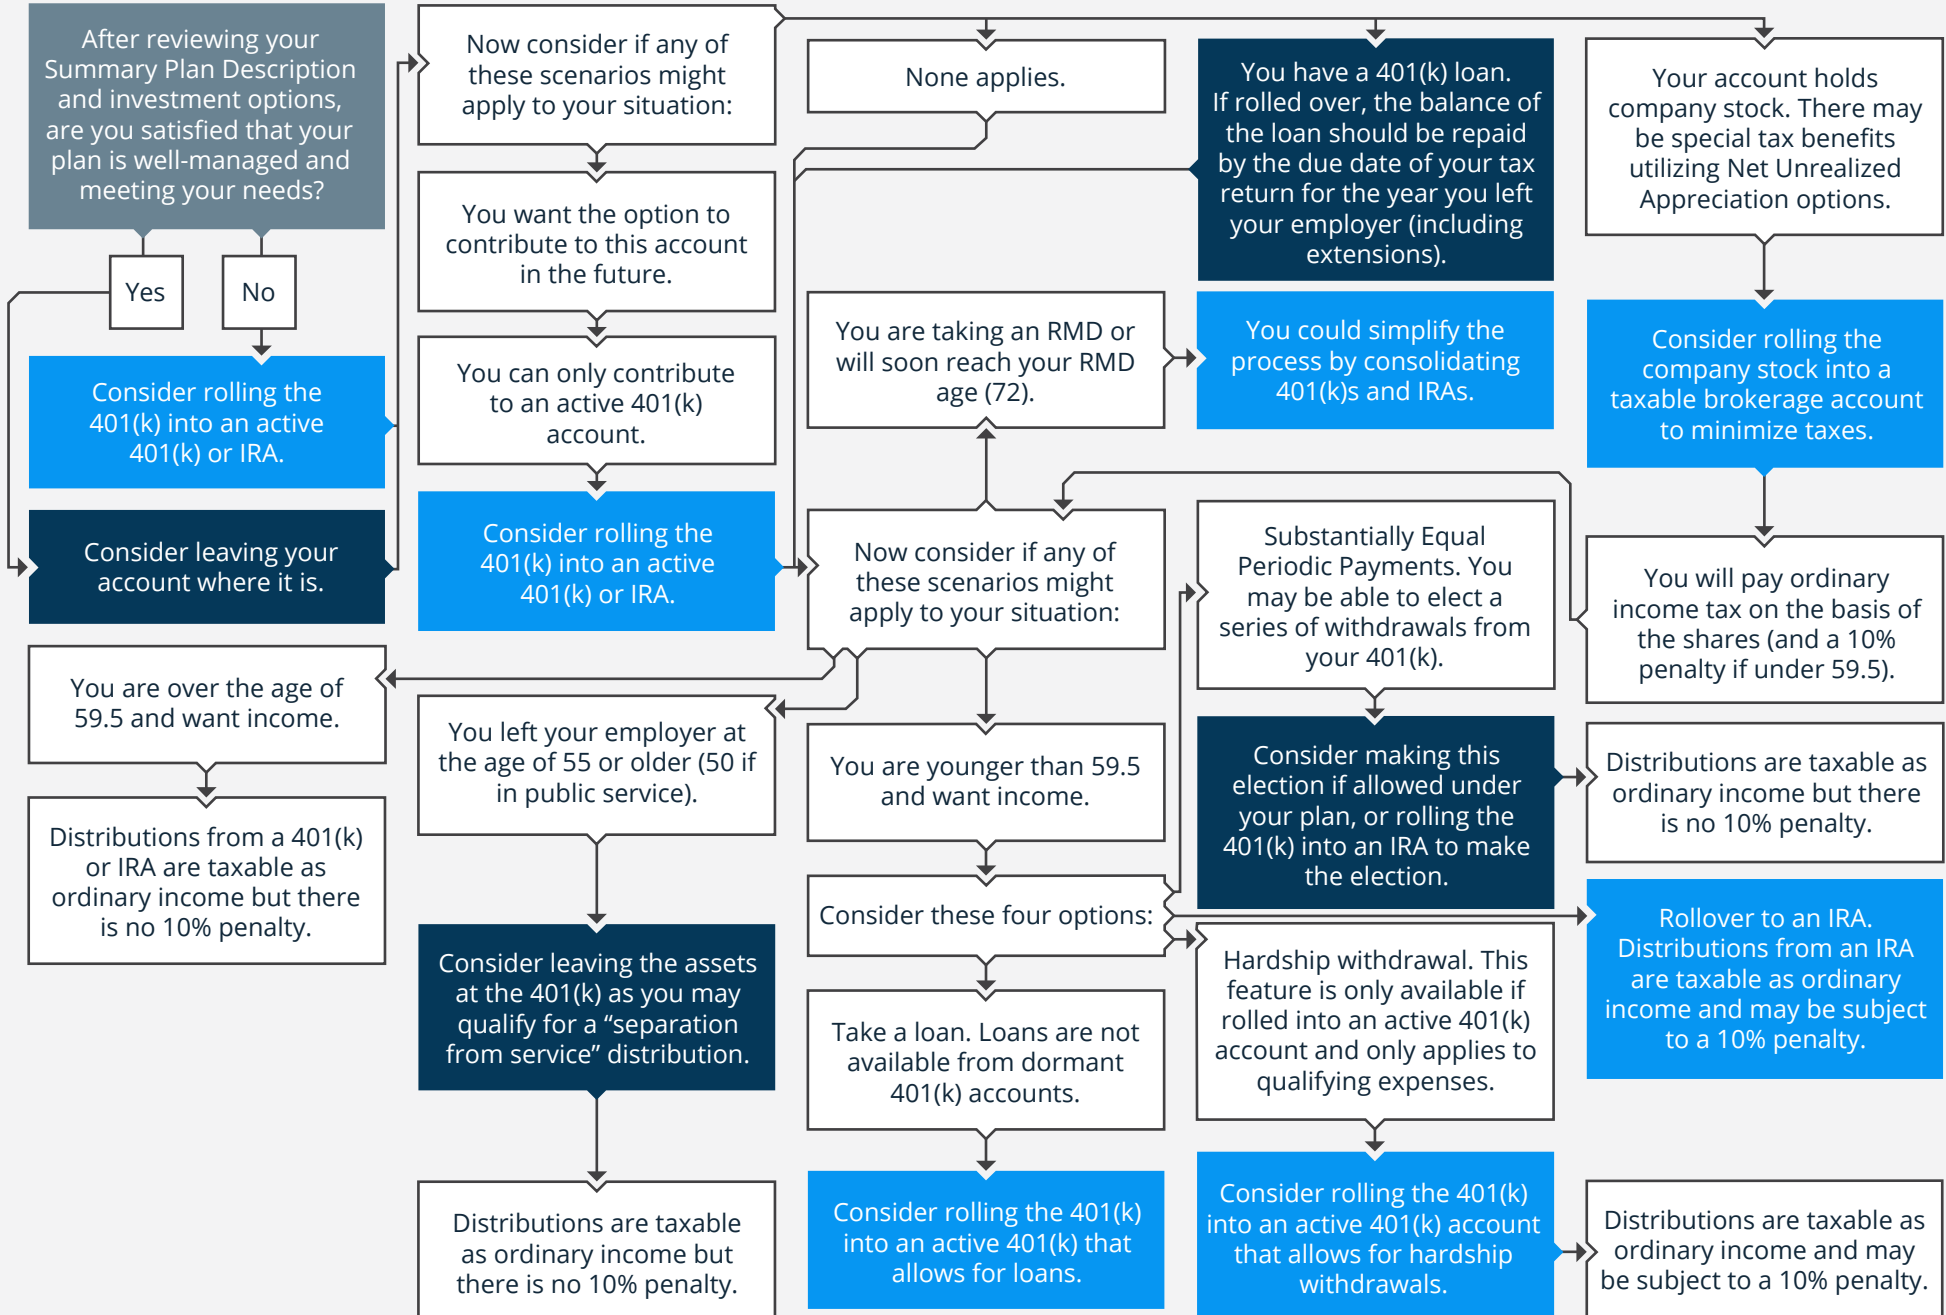 After reviewing your
Summary Plan Description
and investment options,
are you satisfied that your
plan is well-managed and
meeting your needs?
Yes
No
Consider rolling the
401(k) into an active
401(k) or IRA.
Consider leaving your
account where it is.
Now consider if any of
these scenarios might
apply to your situation:
You want the option to
contribute to this account
in the future.
You can only contribute
to an active 401(k)
account.
Consider rolling the
401(k) into an active
401(k) or IRA.
None applies.
You have a 401(k) loan.
If rolled over, the balance of
the loan should be repaid
by the due date of your tax
return for the year you left
your employer (including
extensions).
Your account holds
company stock. There may
be special tax benefits
utilizing Net Unrealized
Appreciation options.
Consider rolling the
company stock into a
taxable brokerage account
to minimize taxes.
You will pay ordinary
income tax on the basis of
the shares (and a 10%
penalty if under 59.5).
Now consider if any of
these scenarios might
apply to your situation:
You are taking an RMD or
will soon reach your RMD
age (72).
You could simplify the
process by consolidating
401(k)s and IRAs.
You are over the age of
59.5 and want income.
Distributions from a 401(k)
or IRA are taxable as
ordinary income but there
is no 10% penalty.
You left your employer at
the age of 55 or older (50 if
in public service).
Consider leaving the assets
at the 401(k) as you may
qualify for a “separation
from service” distribution.
Distributions are taxable
as ordinary income but
there is no 10% penalty.
You are younger than 59.5
and want income.
Consider these four options:
Take a loan. Loans are not
available from dormant
401(k) accounts.
Consider rolling the 401(k)
into an active 401(k) that
allows for loans.
Substantially Equal
Periodic Payments. You
may be able to elect a
series of withdrawals from
your 401(k).
Consider making this
election if allowed under
your plan, or rolling the
401(k) into an IRA to make
the election.
Distributions are taxable as
ordinary income but there
is no 10% penalty.
Rollover to an IRA.
Distributions from an IRA
are taxable as ordinary
income and may be subject
to a 10% penalty.
Hardship withdrawal. This
feature is only available if
rolled into an active 401(k)
account and only applies to
qualifying expenses.
Consider rolling the 401(k)
into an active 401(k) account
that allows for hardship
withdrawals.
Distributions are taxable as
ordinary income and may
be subject to a 10% penalty.